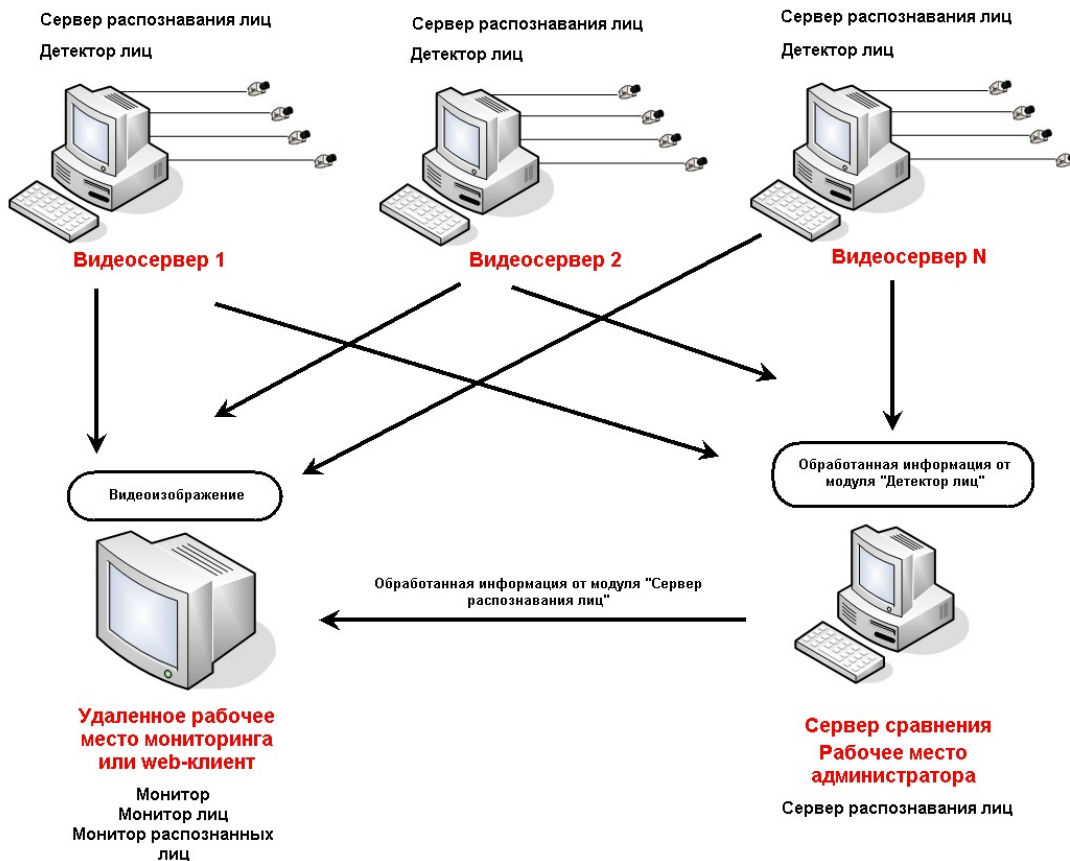 Сервер распознавания лиц
Детектор лиц
Сервер распознавания лиц
Детектор лиц
Сервер распознавания лиц
Детектор лиц
Видеосервер 1
Видеосервер 2
Видеосервер N
Видеоизображение
Обработанная информация от
модуля "Детектор лиц"
Обработанная информация от модуля "Сервер
распознавания лиц"
Удаленное рабочее
место мониторинга
или web-клиент
Монитор
Монитор лиц
Монитор распознанных
лиц
Сервер сравнения
Рабочее место
администратора
Сервер распознавания лиц